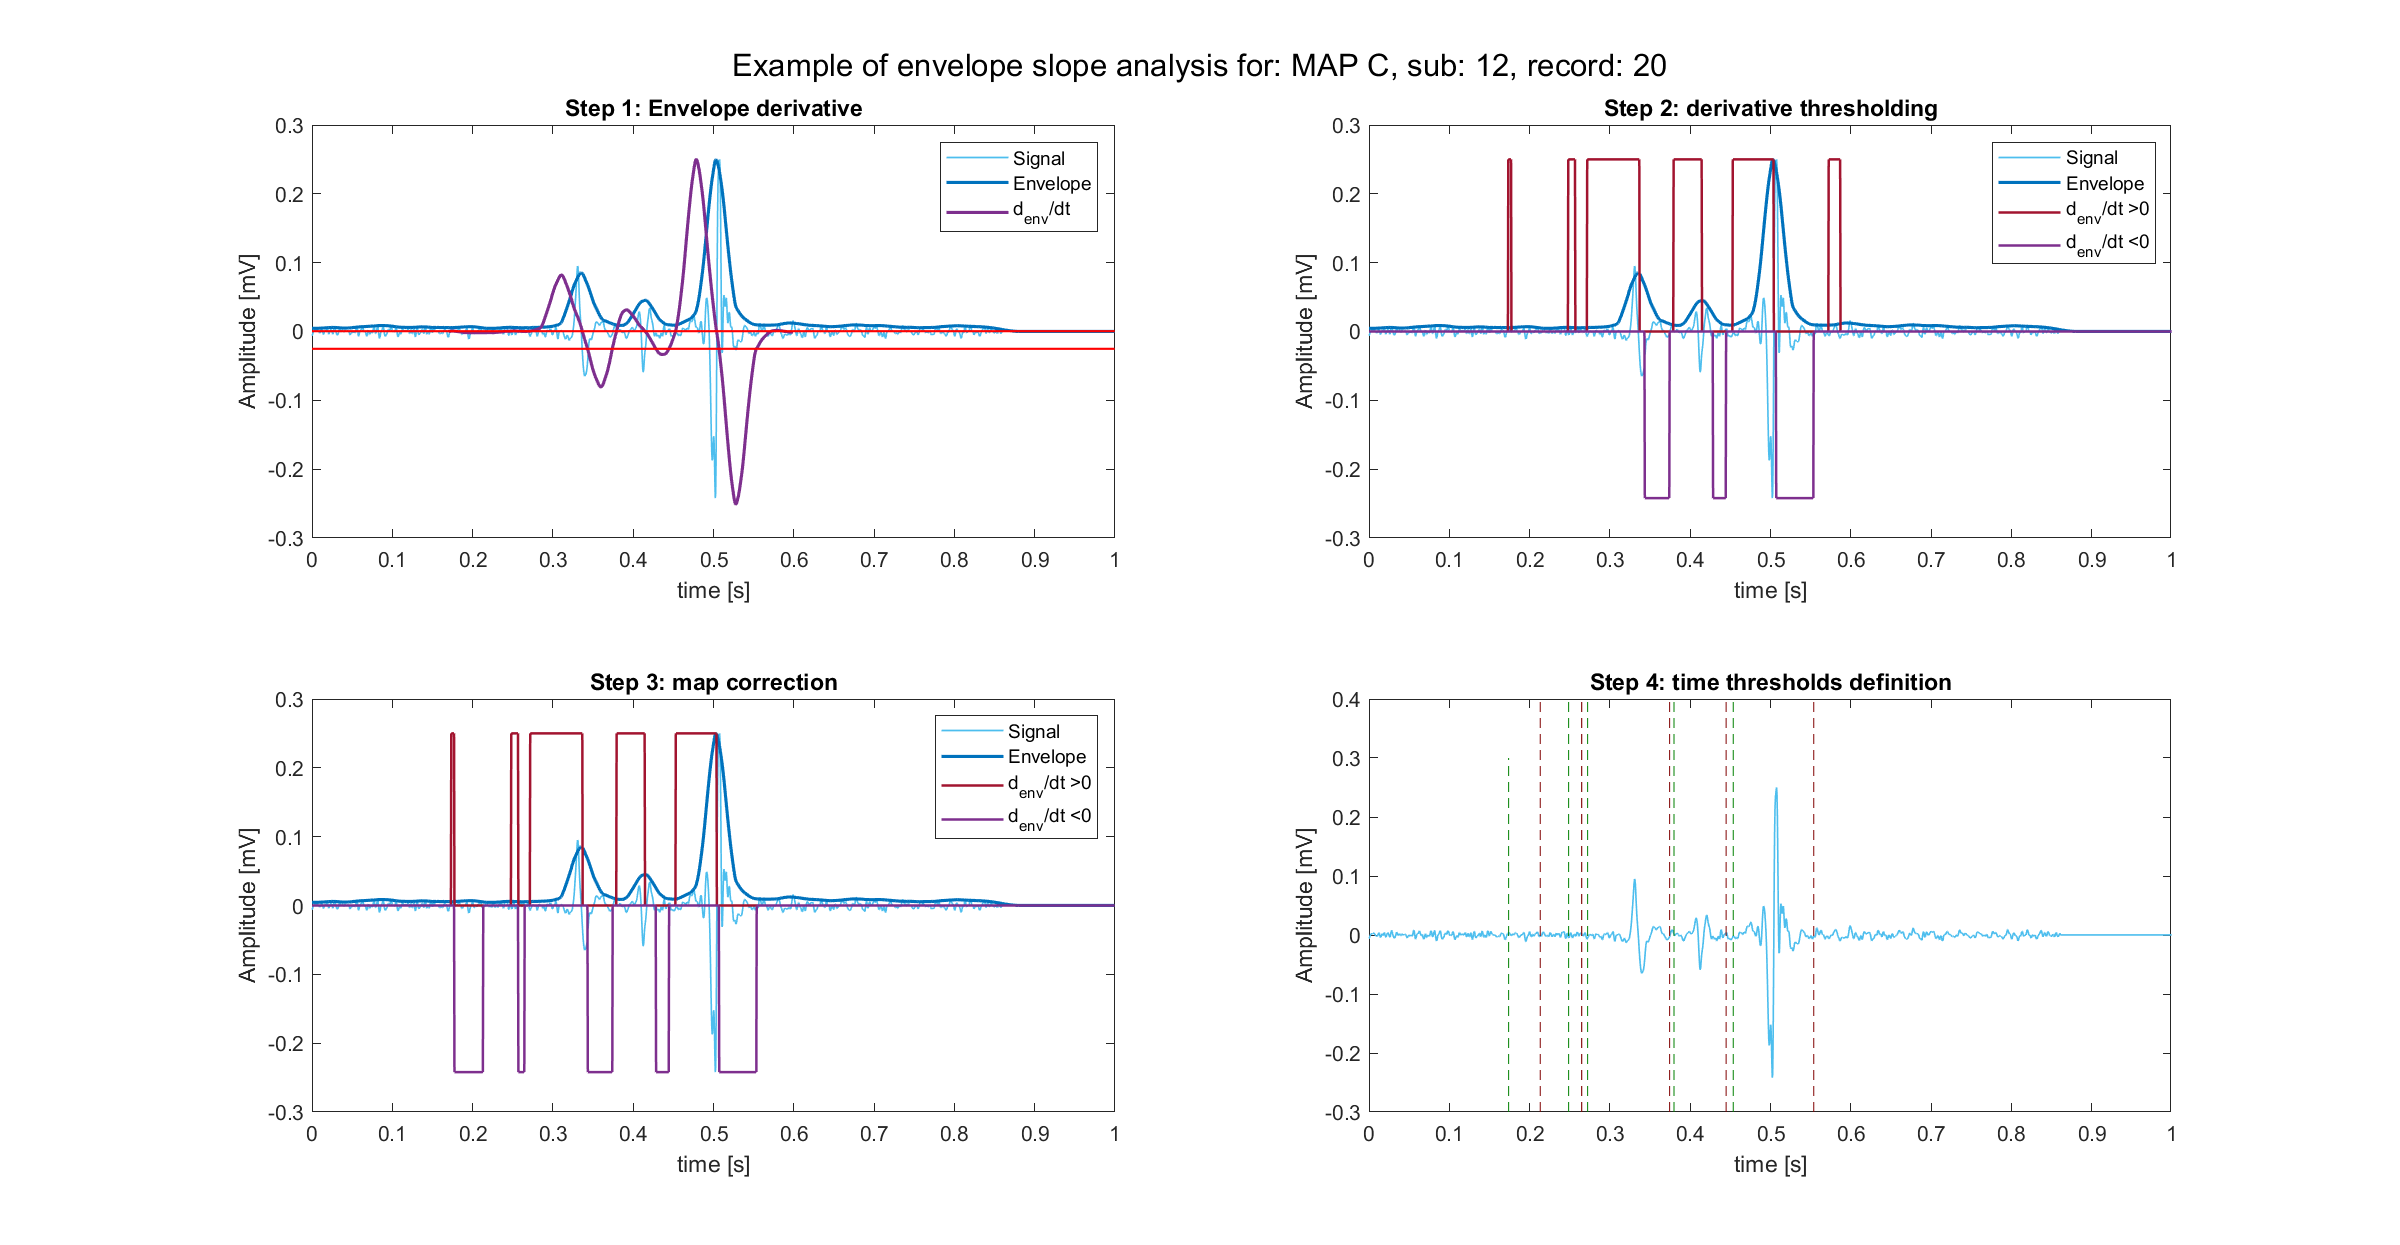 Example of envelope slope analysis for: MAP C, sub: 12, record: 20
Step 1: Envelope derivative
0.3
0.2
0.1
0
-0.1
-0.2
-0.3
Amplitude [mV]
0 0.1 0.2 0.3 0.4 0.5 0.6 0.7 0.8 0.9 1
time [s]
Signal
Envelope
d_env/dt
Step 2: derivative thresholding
0.3
0.2
0.1
0
-0.1
-0.2
-0.3
Amplitude [mV]
0 0.1 0.2 0.3 0.4 0.5 0.6 0.7 0.8 0.9 1
time [s]
Signal
Envelope
d_env/dt >0
d_env/dt <0
Step 3: map correction
0.3
0.2
0.1
0
-0.1
-0.2
-0.3
Amplitude [mV]
0 0.1 0.2 0.3 0.4 0.5 0.6 0.7 0.8 0.9 1
time [s]
Signal
Envelope
d_env/dt >0
d_env/dt <0
Step 4: time thresholds definition
0.4
0.3
0.2
0.1
0
-0.1
-0.2
-0.3
Amplitude [mV]
0 0.1 0.2 0.3 0.4 0.5 0.6 0.7 0.8 0.9 1
time [s]